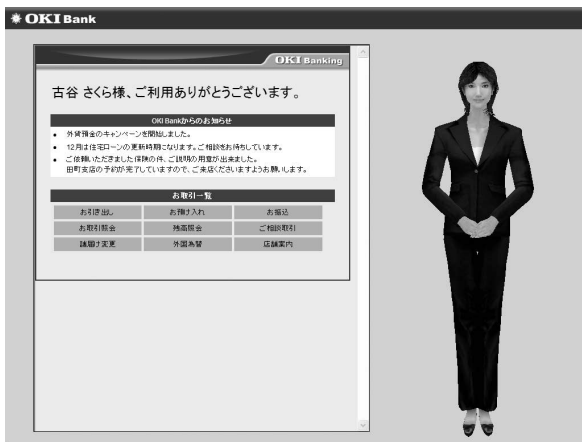 OKI Bank
OKI Banking
古谷 さくら様、ご利用ありがとうございます。
OKI Bankからのお知らせ
• 外貨預金のキャンペーンを開始しました。
• 12月は住宅ローンの更新時期になります。ご相談をお待ちしています。
• ご依頼いただきました保険の件、ご説明の用意が出来ました。
田町支店の予約が完了していますので、ご来店くださいますようお願いします。
お取引一覧
お引き出し お預け入れ お振込
お取引照会 残高照会 ご相談取引
諸届け変更 外国為替 店舗案内